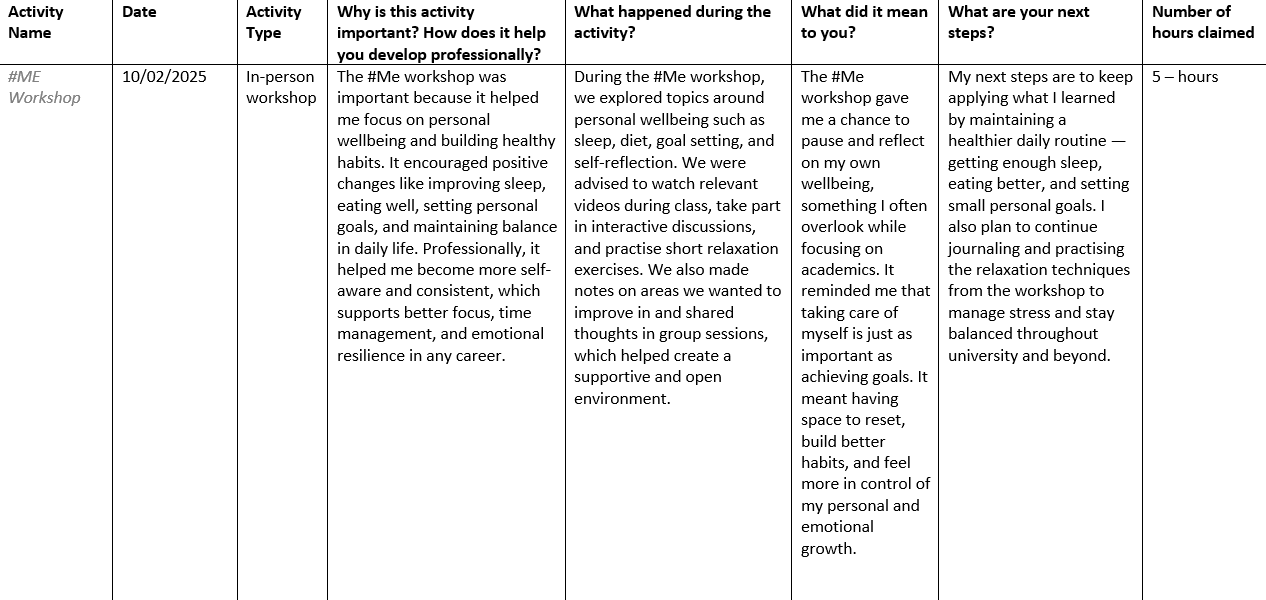 Activity
Name
Date
Activity
Type
Why is this activity
important? How does it help
you develop professionally?
What happened during the
activity?
What did it mean
to you?
What are your next
steps?
Number of
hours claimed
#ME
Workshop
10/02/2025
In-person
workshop
The #Me workshop was
important because it helped
me focus on personal
wellbeing and building healthy
habits. It encouraged positive
changes like improving sleep,
eating well, setting personal
goals, and maintaining balance
in daily life. Professionally, it
helped me become more self-
aware and consistent, which
supports better focus, time
management, and emotional
resilience in any career.
During the #Me workshop,
we explored topics around
personal wellbeing such as
sleep, diet, goal setting, and
self-reflection. We were
advised to watch relevant
videos during class, take part
in interactive discussions,
and practise short relaxation
exercises. We also made
notes on areas we wanted to
improve in and shared
thoughts in group sessions,
which helped create a
supportive and open
environment.
The #Me
workshop gave
me a chance to
pause and reflect
on my own
wellbeing,
something I often
overlook while
focusing on
academics. It
reminded me that
taking care of
myself is just as
important as
achieving goals. It
meant having
space to reset,
build better
habits, and feel
more in control of
my personal and
emotional
growth.
My next steps are to keep
applying what I learned
by maintaining a
healthier daily routine —
getting enough sleep,
eating better, and setting
small personal goals. I
also plan to continue
journaling and practising
the relaxation techniques
from the workshop to
manage stress and stay
balanced throughout
university and beyond.
5 – hours